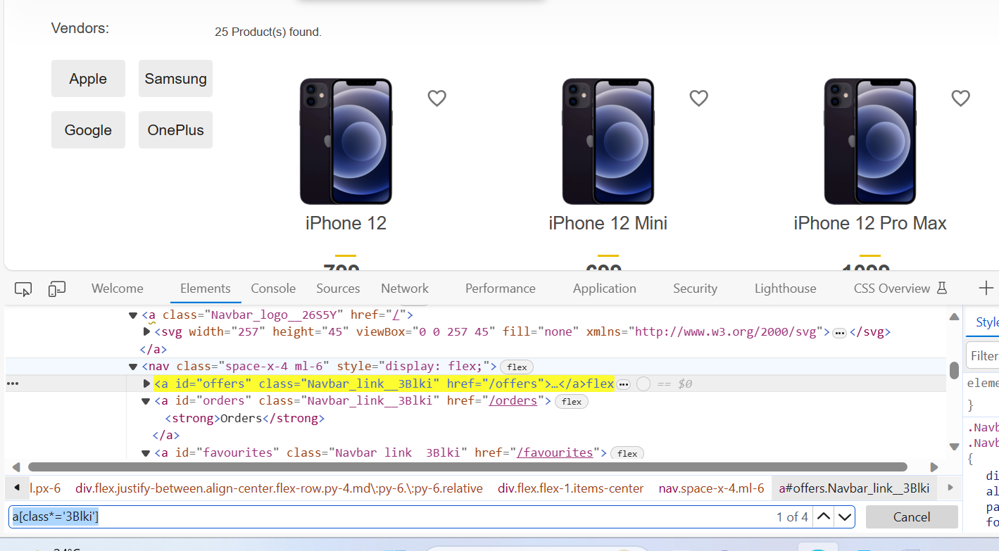 Vendors:
25 Product(s) found.
Apple
Samsung
Google
OnePlus
iPhone 12
iPhone 12 Mini
iPhone 12 Pro Max
799
699
1099
Welcome
Elements
Console
Sources
Network
Performance
Application
Security
Lighthouse
CSS Overview
<a class="Navbar_logo__26S5Y" href="/">
<svg width="257" height="45" viewBox="0 0 257 45" fill="none" xmlns="http://www.w3.org/2000/svg"> ••• </svg>
</a>
<nav class="space-x-4 ml-6" style="display: flex;"> flex
••• <a id="offers" class="Navbar_link__3Blki" href="/offers">…</a>flex ••• == $0
<a id="orders" class="Navbar_link__3Blki" href="/orders"> flex
<strong>Orders</strong>
</a>
<a id="favourites" class="Navbar link  3Blki" href="/favourites"> flex
Style
Filter
eleme
}
.Navb
.Navb
{
di
al
pa
fo
l.px-6 div.flex.justify-between.align-center.flex-row.py-4.md\:py-6.\:py-6.relative div.flex.flex-1.items-center nav.space-x-4.ml-6 a#offers.Navbar_link__3Blki
a[class*='3Blki'] 1 of 4 Cancel